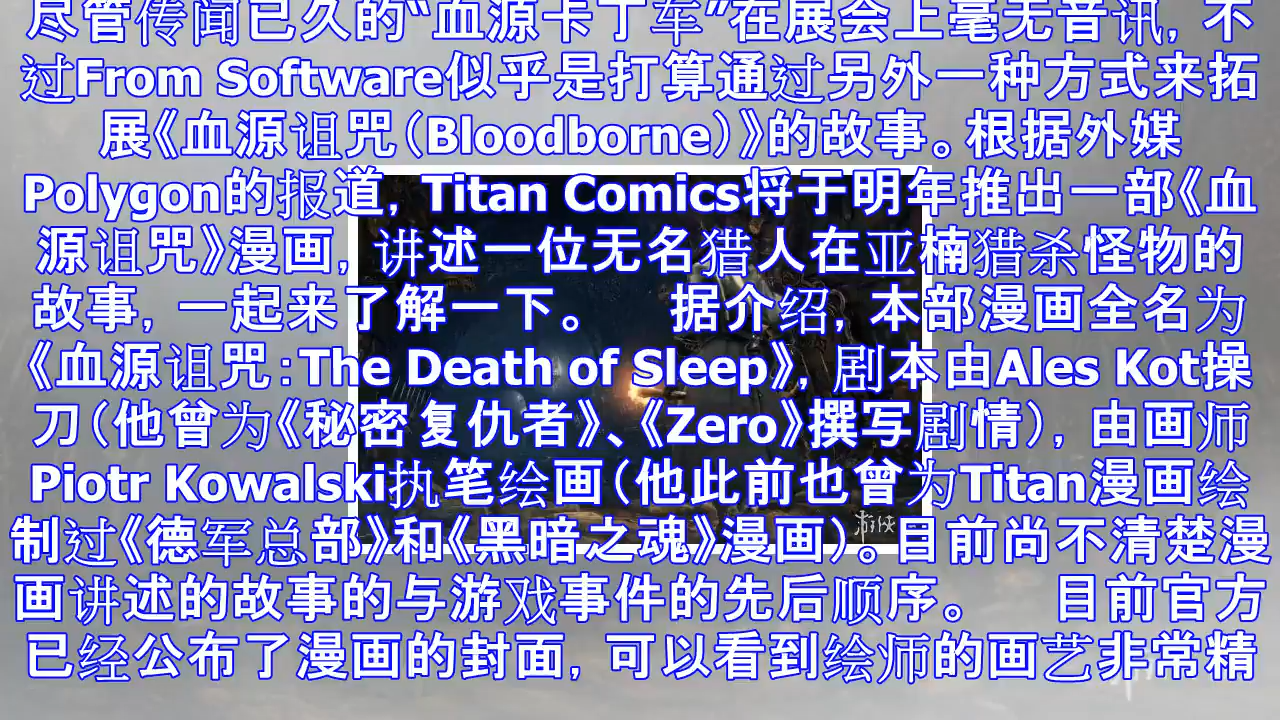 尽管传闻已久的“血源卡丁车”在展会上毫无音讯，不
过From Software似乎是打算通过另外一种方式来拓
展《血源诅咒（Bloodborne）》的故事。根据外媒
Polygon的报道，Titan Comics将于明年推出一部《血
源诅咒》漫画，讲述一位无名猎人在亚楠猎杀怪物的
故事，一起来了解一下。　据介绍，本部漫画全名为
《血源诅咒：The Death of Sleep》，剧本由Ales Kot操
刀（他曾为《秘密复仇者》、《Zero》撰写剧情），由画师
Piotr Kowalski执笔绘画（他此前也曾为Titan漫画绘
制过《德军总部》和《黑暗之魂》漫画）。目前尚不清楚漫
画讲述的故事的与游戏事件的先后顺序。　目前官方
已经公布了漫画的封面，可以看到绘师的画艺非常精
游侠